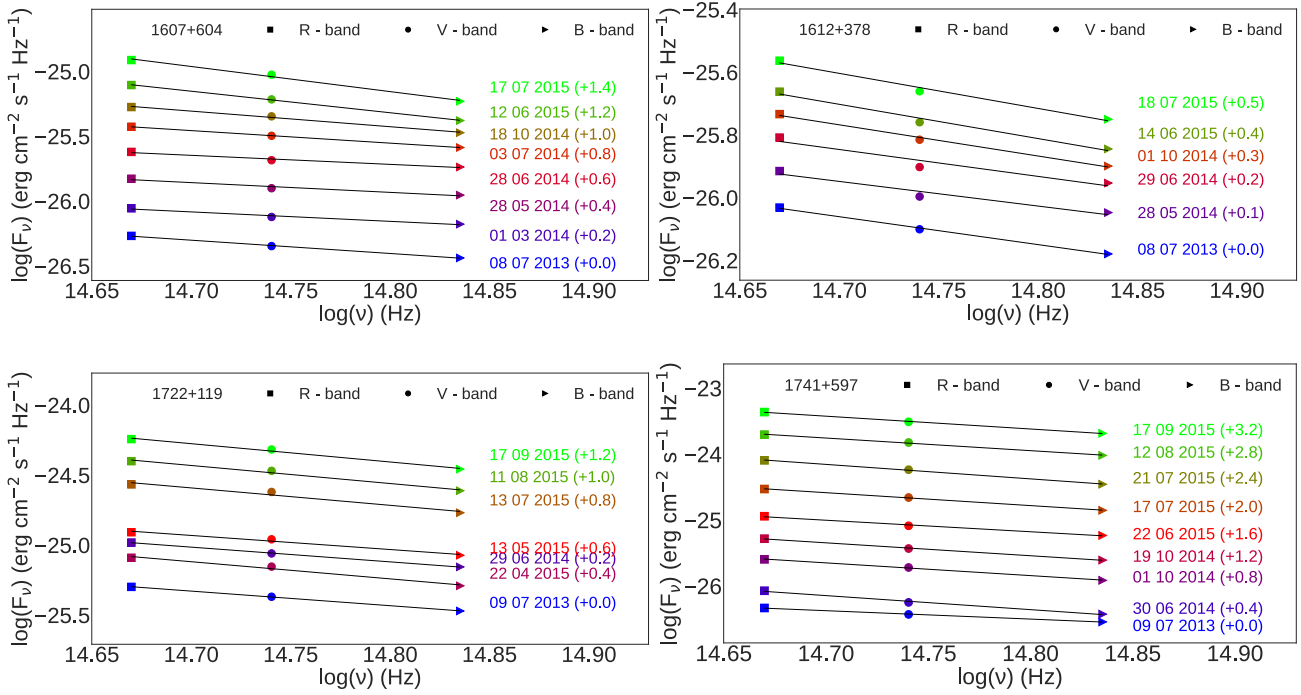 1607+604 R - band V - band B - band
log(Fν) (erg cm−2 s−1 Hz−1)
−25.0
−25.5
−26.0
−26.5
17 07 2015 (+1.4)
12 06 2015 (+1.2)
18 10 2014 (+1.0)
03 07 2014 (+0.8)
28 06 2014 (+0.6)
28 05 2014 (+0.4)
01 03 2014 (+0.2)
08 07 2013 (+0.0)
14.65 14.70 14.75 14.80 14.85 14.90
log(ν) (Hz)
1612+378 R - band V - band B - band
log(Fν) (erg cm−2 s−1 Hz−1)
−25.4
−25.6
−25.8
−26.0
−26.2
18 07 2015 (+0.5)
14 06 2015 (+0.4)
01 10 2014 (+0.3)
29 06 2014 (+0.2)
28 05 2014 (+0.1)
08 07 2013 (+0.0)
14.65 14.70 14.75 14.80 14.85 14.90
log(ν) (Hz)
1722+119 R - band V - band B - band
log(Fν) (erg cm−2 s−1 Hz−1)
−24.0
−24.5
−25.0
−25.5
17 09 2015 (+1.2)
11 08 2015 (+1.0)
13 07 2015 (+0.8)
13 05 2015 (+0.6)
29 06 2014 (+0.2)
22 04 2015 (+0.4)
09 07 2013 (+0.0)
14.65 14.70 14.75 14.80 14.85 14.90
log(ν) (Hz)
1741+597 R - band V - band B - band
log(Fν) (erg cm−2 s−1 Hz−1)
−23
−24
−25
−26
17 09 2015 (+3.2)
12 08 2015 (+2.8)
21 07 2015 (+2.4)
17 07 2015 (+2.0)
22 06 2015 (+1.6)
19 10 2014 (+1.2)
01 10 2014 (+0.8)
30 06 2014 (+0.4)
09 07 2013 (+0.0)
14.65 14.70 14.75 14.80 14.85 14.90
log(ν) (Hz)